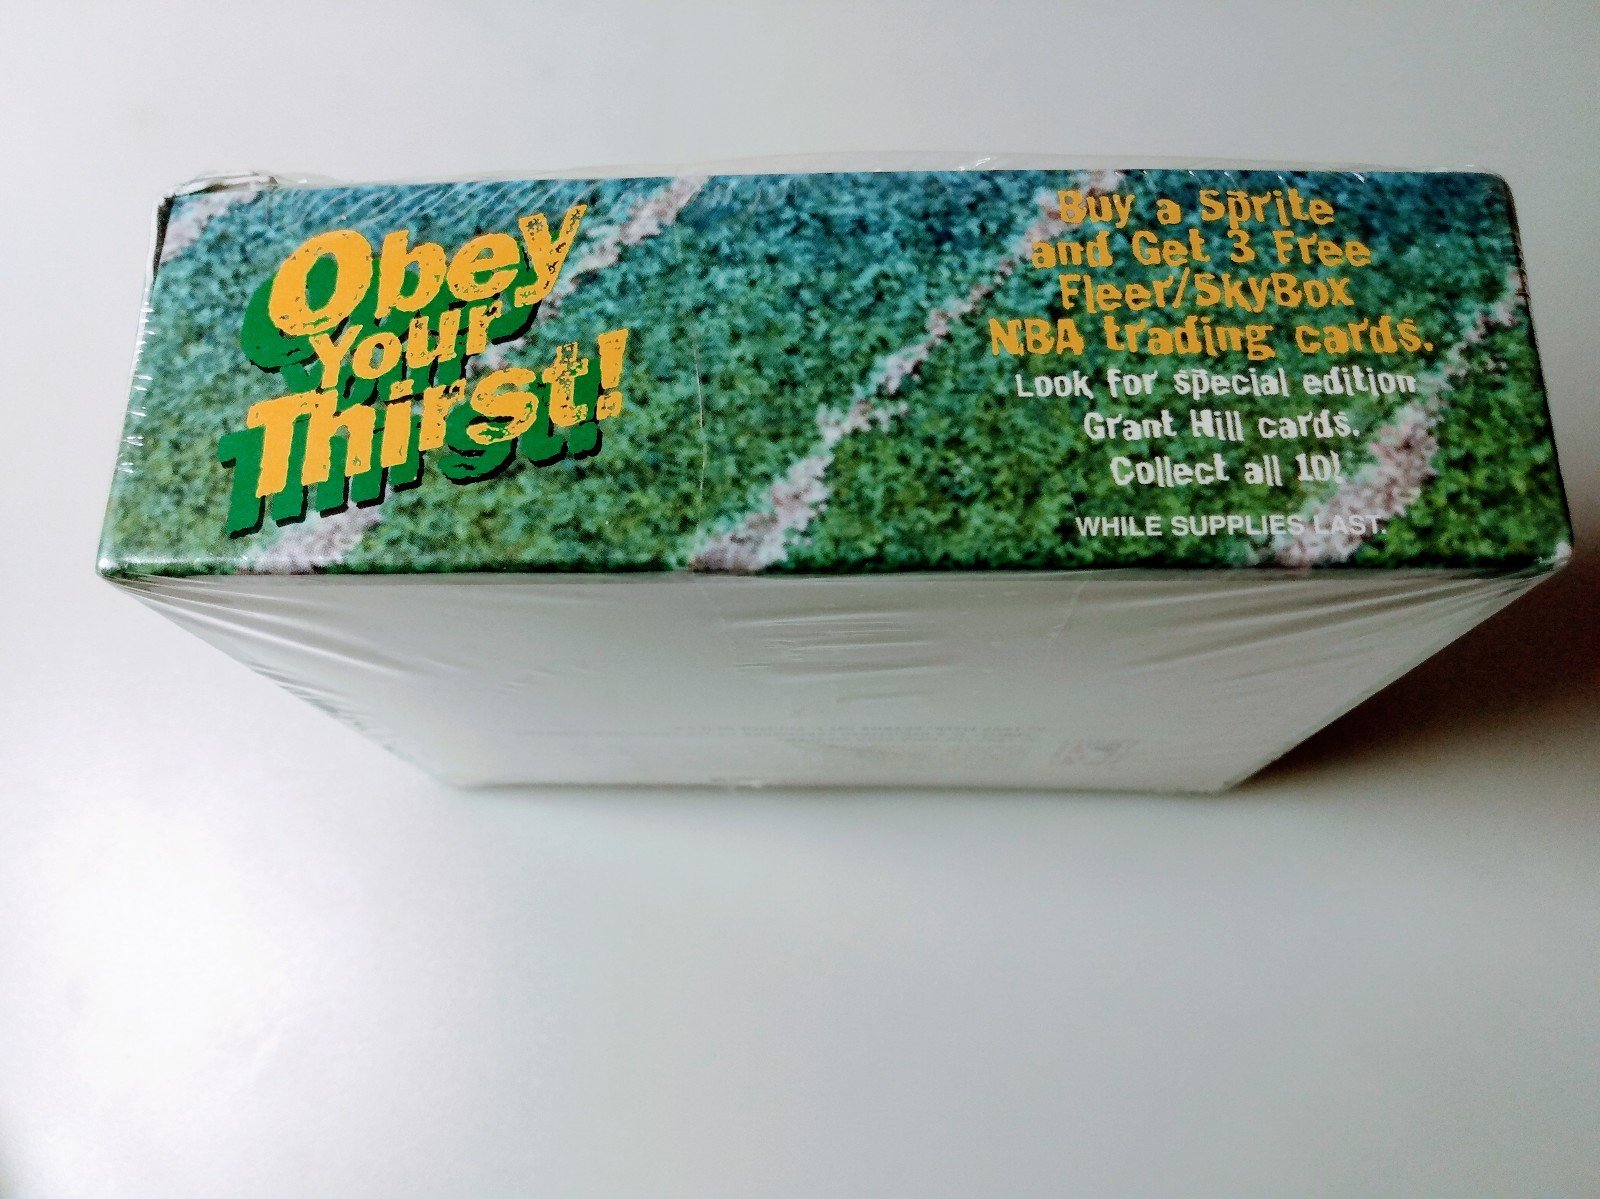 Obey
Your
Thirst!
Buy a Sprite
and Get 3 Free
Fleer/SkyBox
NBA trading cards.
Look for special edition
Grant Hill cards.
Collect all 10!
WHILE SUPPLIES LAST.